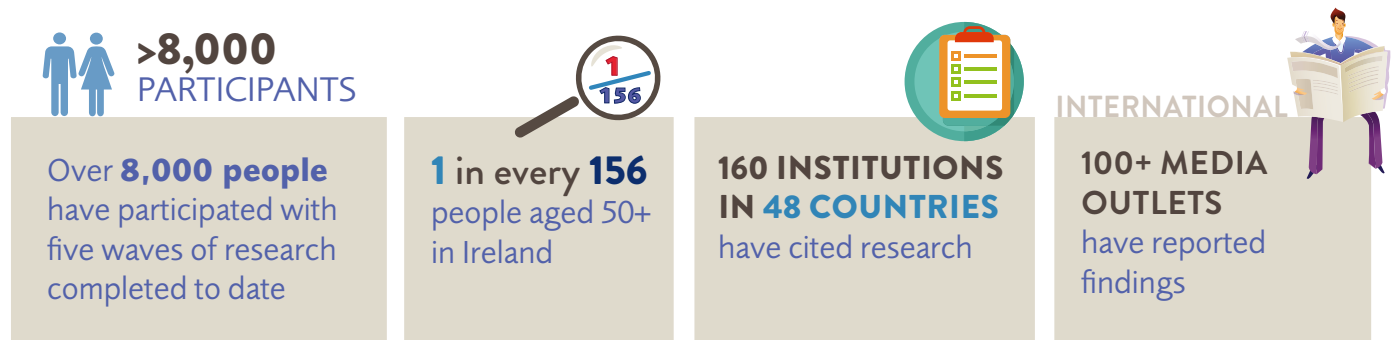 >8,000
PARTICIPANTS
Over 8,000 people
have participated with
five waves of research
completed to date
1
156
1 in every 156
people aged 50+
in Ireland
160 INSTITUTIONS
IN 48 COUNTRIES
have cited research
INTERNATIONAL
100+ MEDIA
OUTLETS
have reported
findings